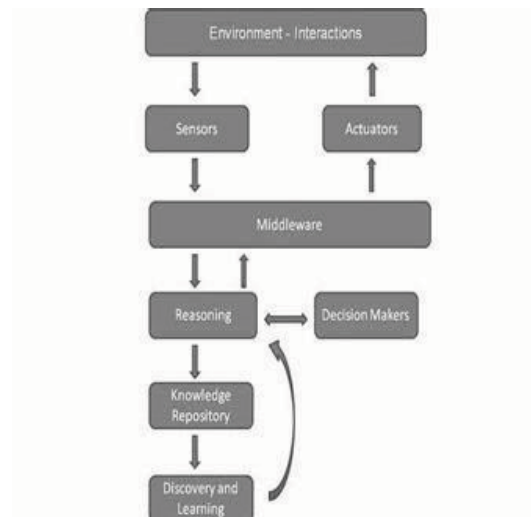 Environment - Interactions
Sensors
Actuators
Middleware
Reasoning
Decision Makers
Knowledge
Repository
Discovery and
Learning